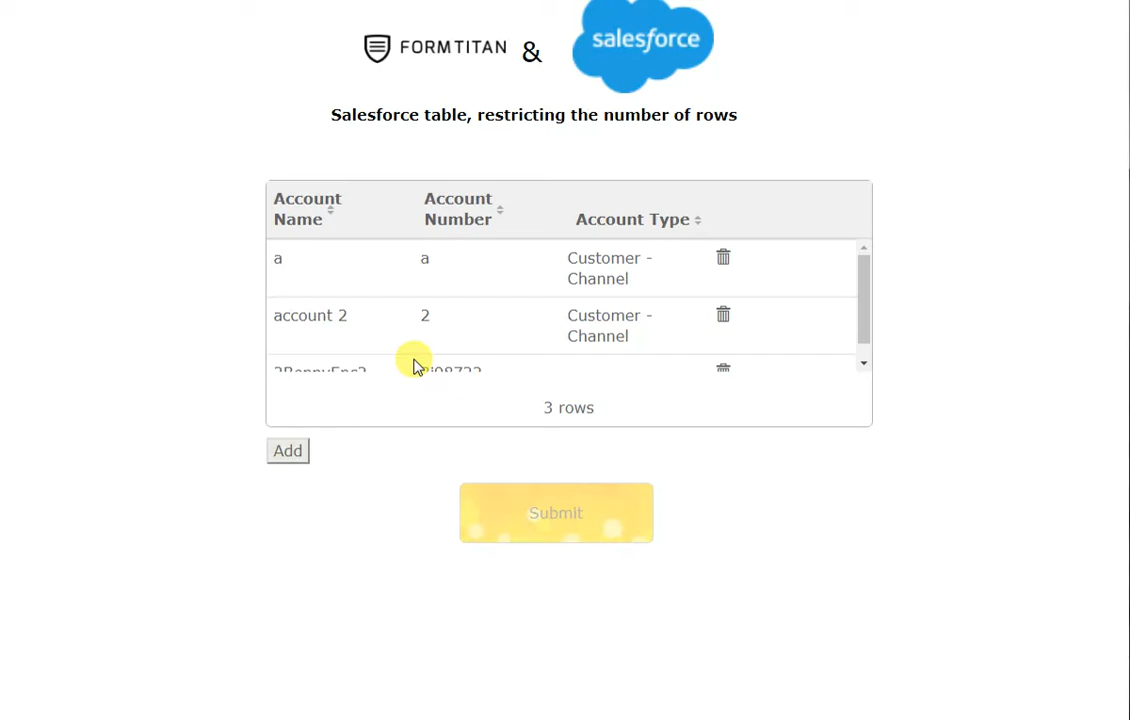 FORMTITAN & salesforce
Salesforce table, restricting the number of rows
Account Name
Account Number
Account Type
a a Customer - Channel
account 2 2 Customer - Channel
3 rows
Add
Submit